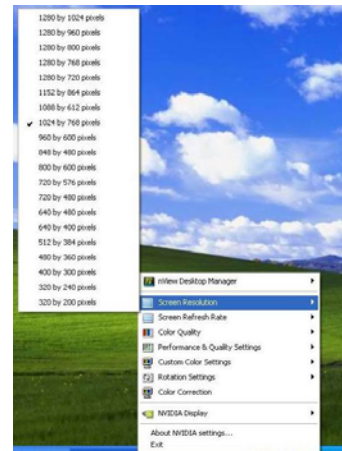 1280 by 1024 pixels
1280 by 960 pixels
1280 by 800 pixels
1280 by 768 pixels
1280 by 720 pixels
1152 by 864 pixels
1088 by 612 pixels
1024 by 768 pixels
960 by 600 pixels
848 by 480 pixels
800 by 600 pixels
720 by 576 pixels
720 by 480 pixels
640 by 480 pixels
640 by 400 pixels
512 by 384 pixels
480 by 360 pixels
400 by 300 pixels
320 by 240 pixels
320 by 200 pixels
nView Desktop Manager
Screen Resolution
Screen Refresh Rate
Color Quality
Performance & Quality Settings
Custom Color Settings
Rotation Settings
Color Correction
NVIDIA Display
About NVIDIA settings...
Exit